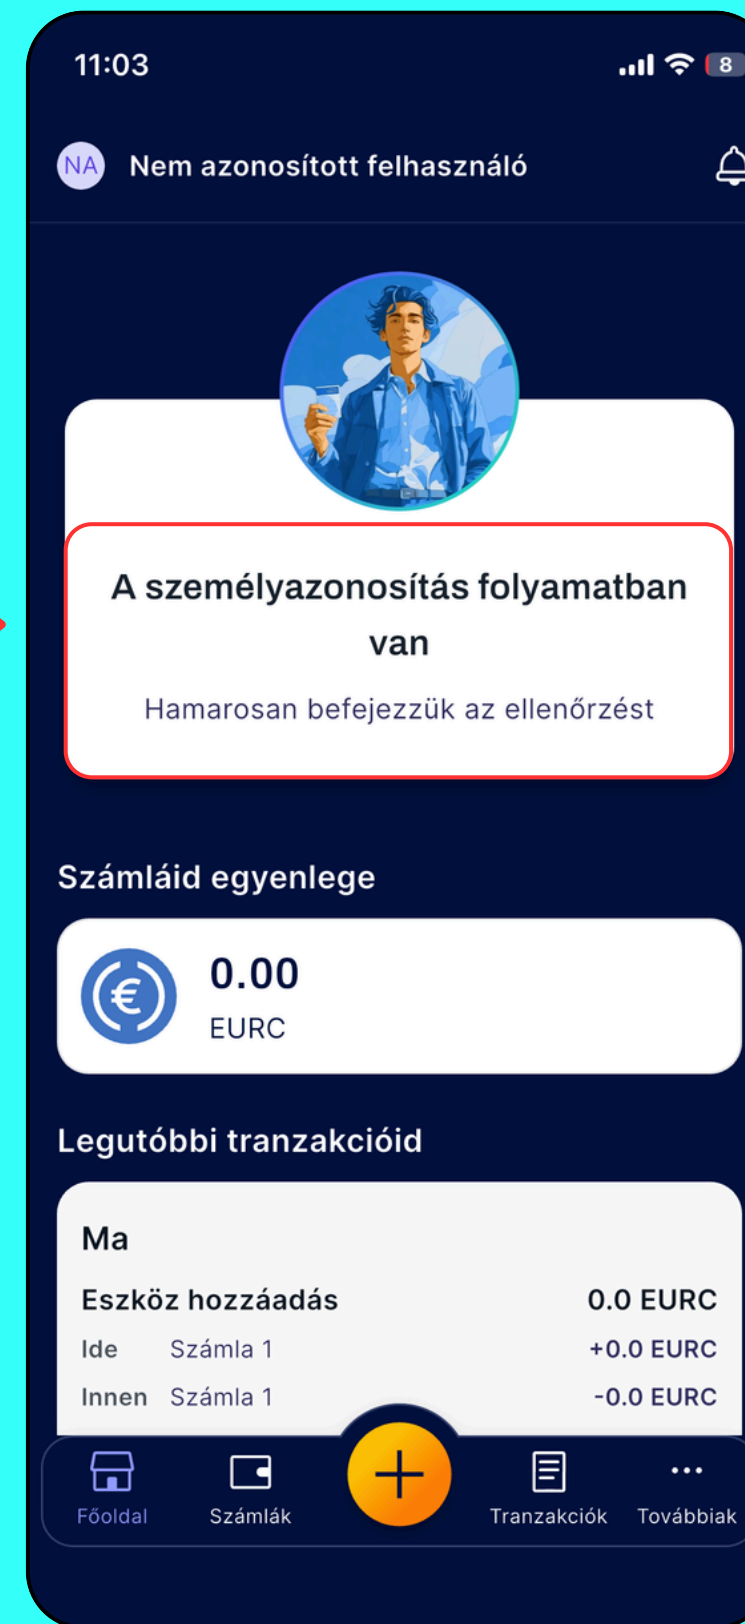 11:03
8
NA Nem azonosított felhasználó
A személyazonosítás folyamatban
van
Hamarosan befejezzük az ellenőrzést
Számláid egyenlege
€ 0.00
EURC
Legutóbbi tranzakcióid
Ma
Eszköz hozzáadás 0.0 EURC
Ide Számla 1 +0.0 EURC
Innen Számla 1 -0.0 EURC
Főoldal Számlák Tranzakciók Továbbiak